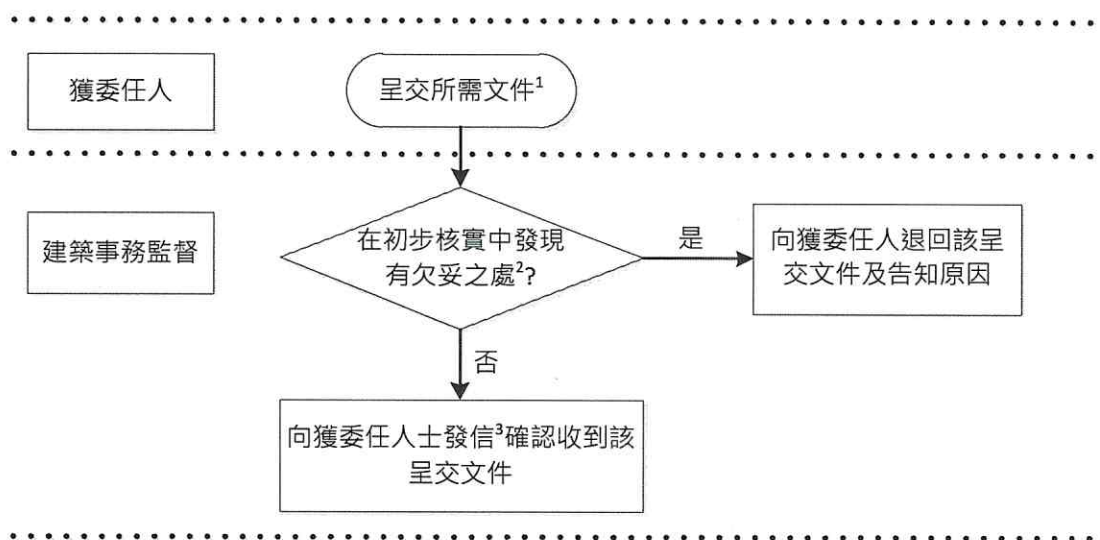 獲委任人
呈交所需文件¹
建築事務監督
在初步核實中發現
有欠妥之處²?
是
向獲委任人退回該呈
交文件及告知原因
否
向獲委任人士發信³確認收到該
呈交文件